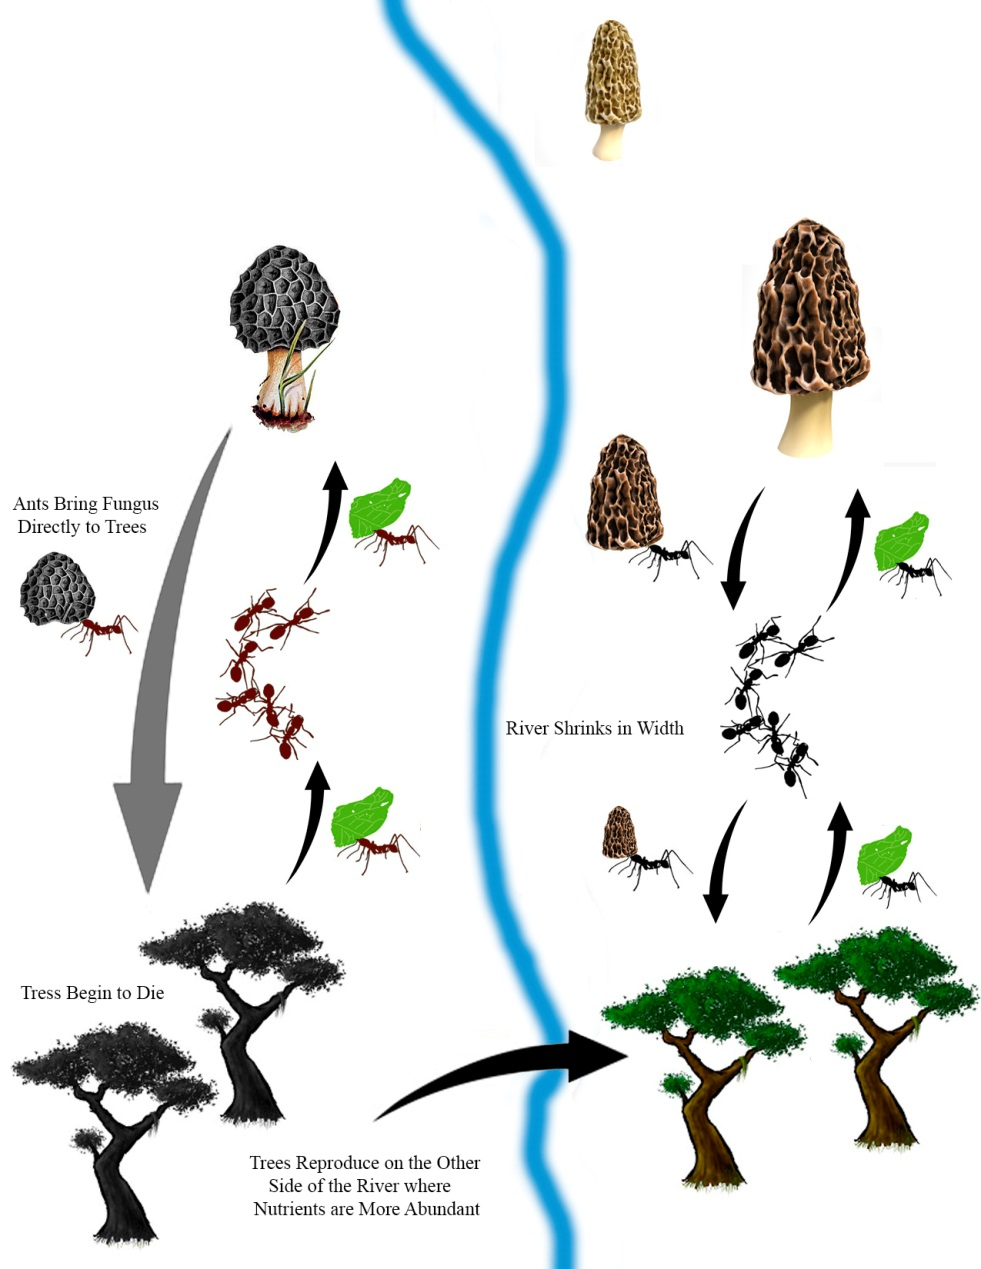 Ants Bring Fungus
Directly to Trees
River Shrinks in Width
Tress Begin to Die
Trees Reproduce on the Other
Side of the River where
Nutrients are More Abundant